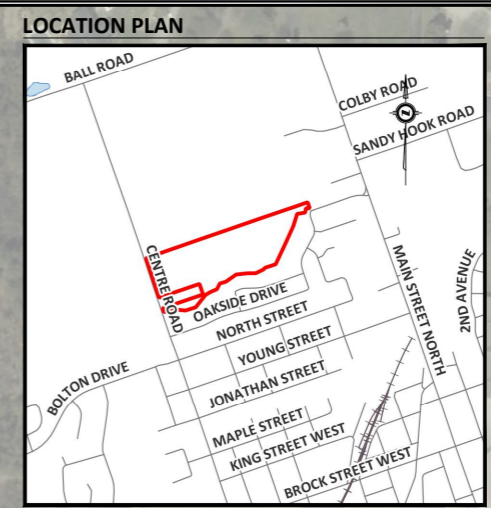 LOCATION PLAN
BALL ROAD
COLBY ROAD
SANDY HOOK ROAD
CENTRE ROAD
MAIN STREET NORTH
2ND AVENUE
OAKSIDE DRIVE
NORTH STREET
YOUNG STREET
BOLTON DRIVE
JONATHAN STREET
MAPLE STREET
KING STREET WEST
BROCK STREET WEST
N